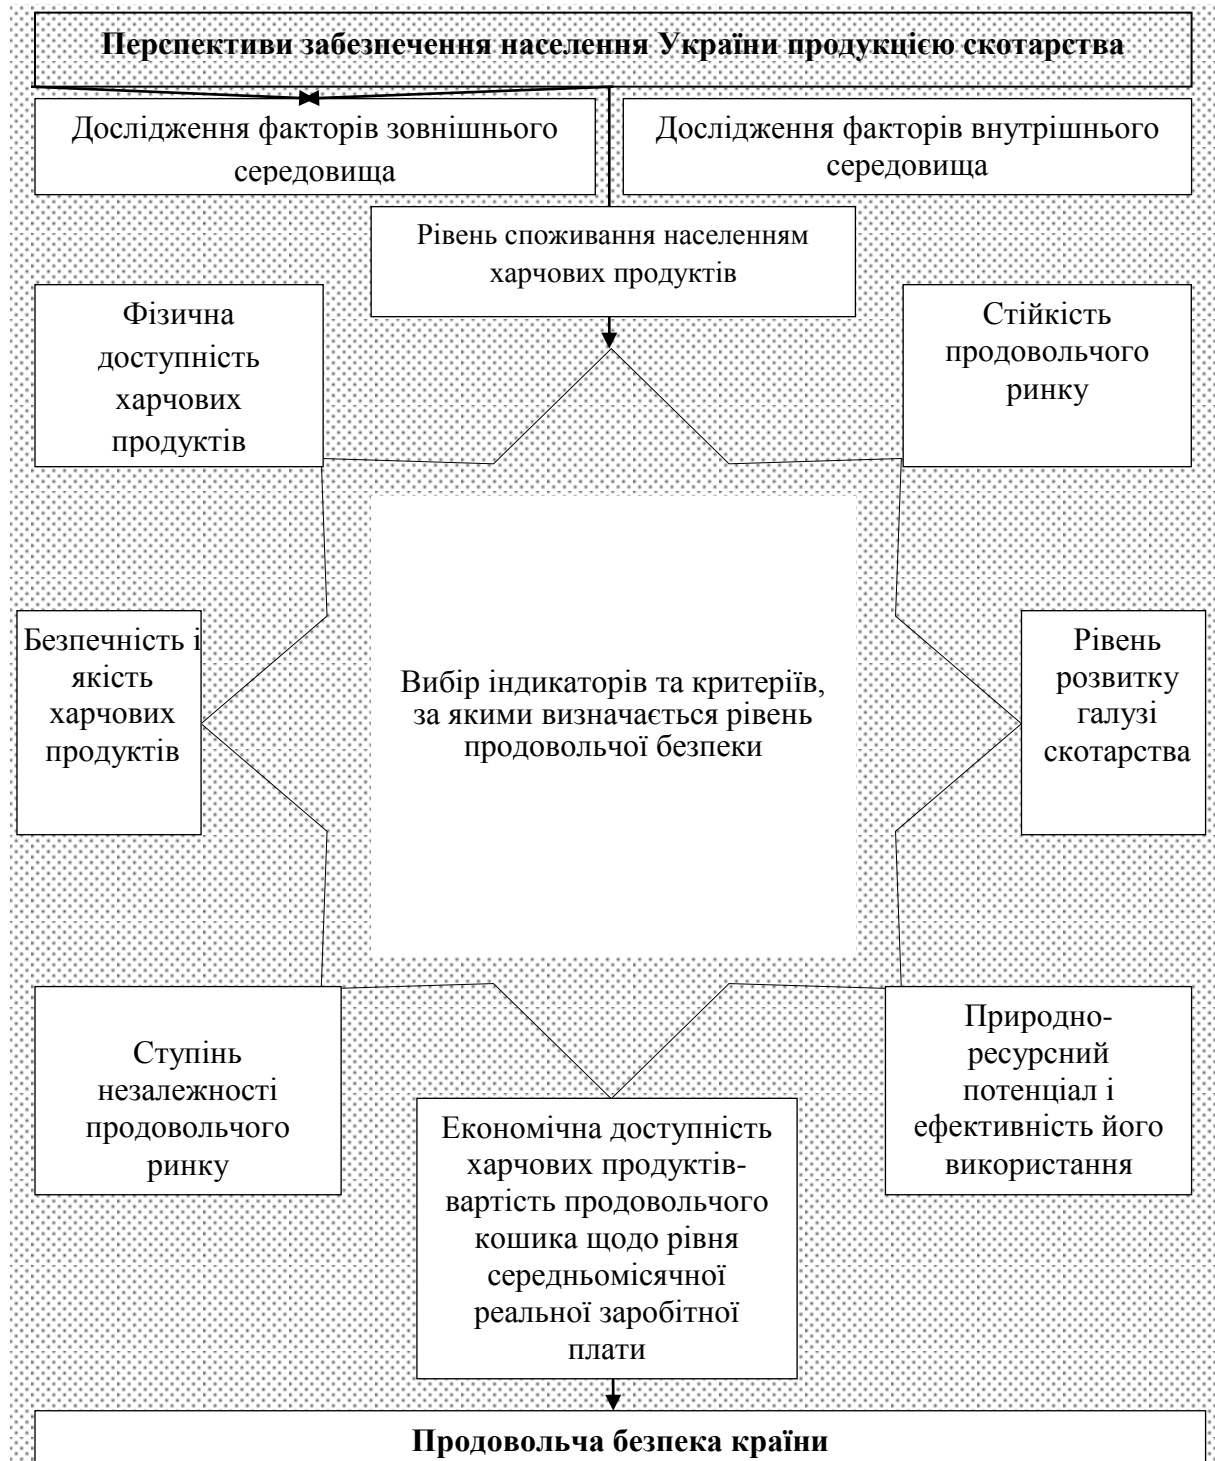 Перспективи забезпечення населення України продукцією скотарства
Дослідження факторів зовнішнього
середовища
Дослідження факторів внутрішнього
середовища
Рівень споживання населенням
харчових продуктів
Фізична
доступність
харчових
продуктів
Стійкість
продовольчого
ринку
Безпечність і
якість
харчових
продуктів
Вибір індикаторів та критеріїв,
за якими визначається рівень
продовольчої безпеки
Рівень
розвитку
галузі
скотарства
Ступінь
незалежності
продовольчого
ринку
Економічна доступність
харчових продуктів-
вартість продовольчого
кошика щодо рівня
середньомісячної
реальної заробітної
плати
Природно-
ресурсний
потенціал і
ефективність його
використання
Продовольча безпека країни